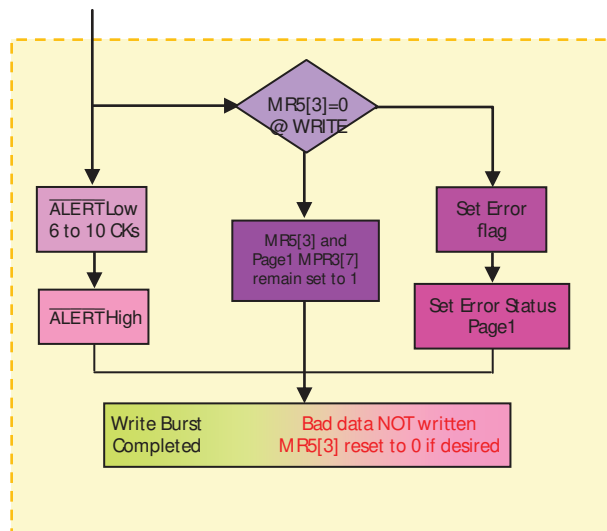 MR5[3]=0
@ WRITE
ALERT Low
6 to 10 CKs
MR5[3] and
Page1 MPR3[7]
remain set to 1
Set Error
flag
ALERT High
Set Error Status
Page1
Write Burst
Completed
Bad data NOT written
MR5[3] reset to 0 if desired